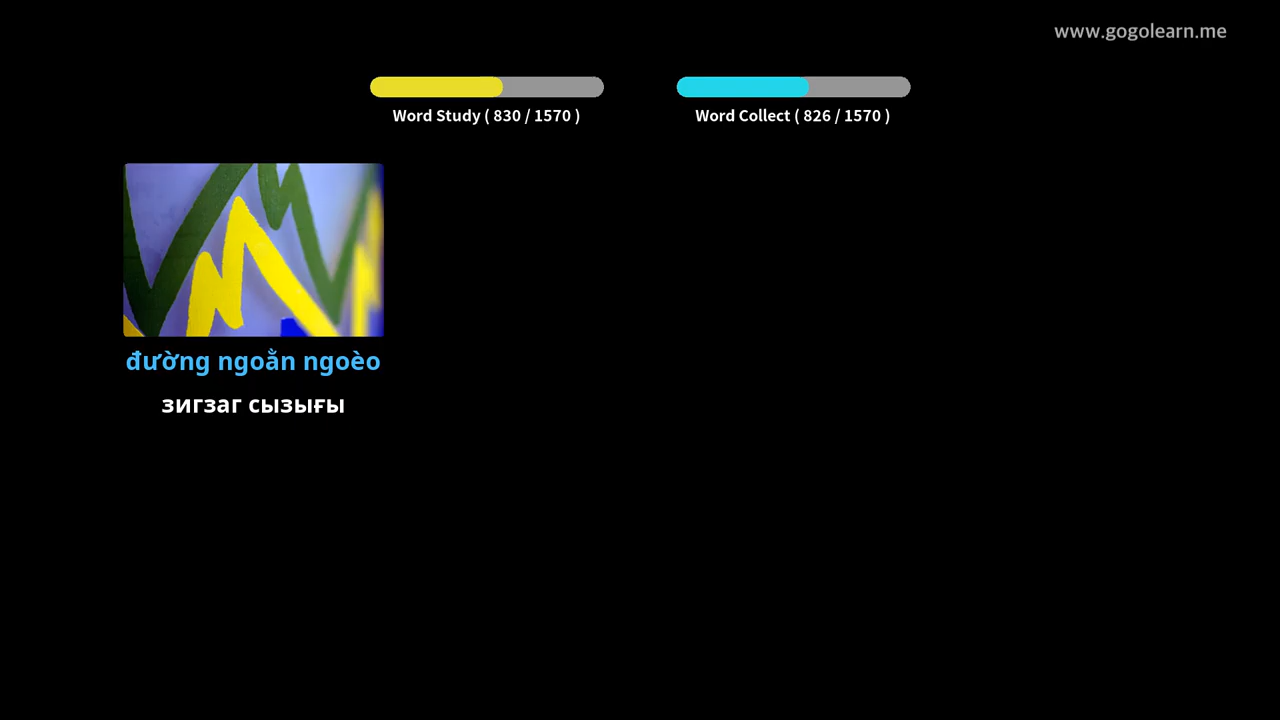 www.gogolearn.me
Word Study ( 830 / 1570 )
Word Collect ( 826 / 1570 )
đường ngoằn ngoèo
зигзаг сызығы